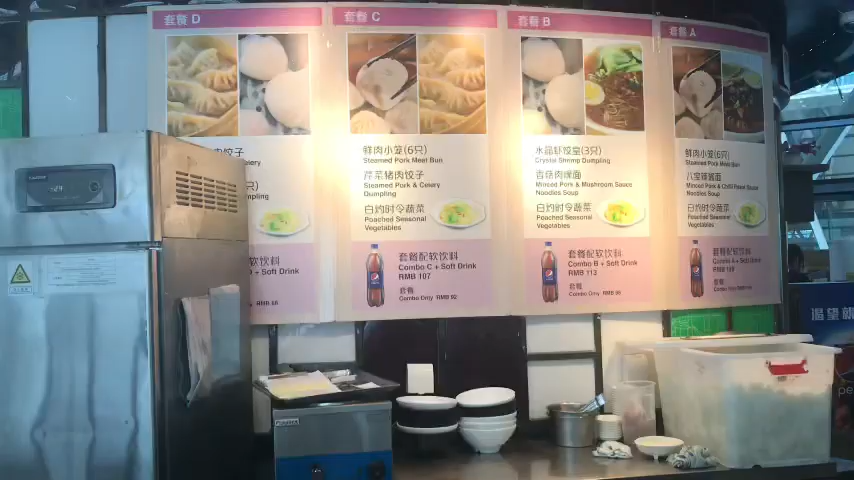 套餐 D
肉饺子
套餐 C
鲜肉小笼(6只)
Steamed Pork Meat Bun
芹菜猪肉饺子
Steamed Pork & Celery
Dumpling
白灼时令蔬菜
Poached Seasonal
Vegetables
套餐配软饮料
Combo C + Soft Drink
RMB 107
套餐
Combo Only RMB 92
套餐 B
水晶虾饺皇(3只)
Crystal Shrimp Dumpling
香菇肉燥面
Minced Pork & Mushroom Sauce
Noodles Soup
白灼时令蔬菜
Poached Seasonal
Vegetables
套餐配软饮料
Combo B + Soft Drink
RMB 113
套餐
Combo Only RMB 98
套餐 A
鲜肉小笼(6只)
Steamed Pork Meat Bun
八宝辣酱面
Noodles Soup
白灼时令蔬菜
Poached Seasonal
Vegetables
套餐配软饮料
Combo A + Soft Drink
套餐
软饮料
+ Soft Drink
渴望就